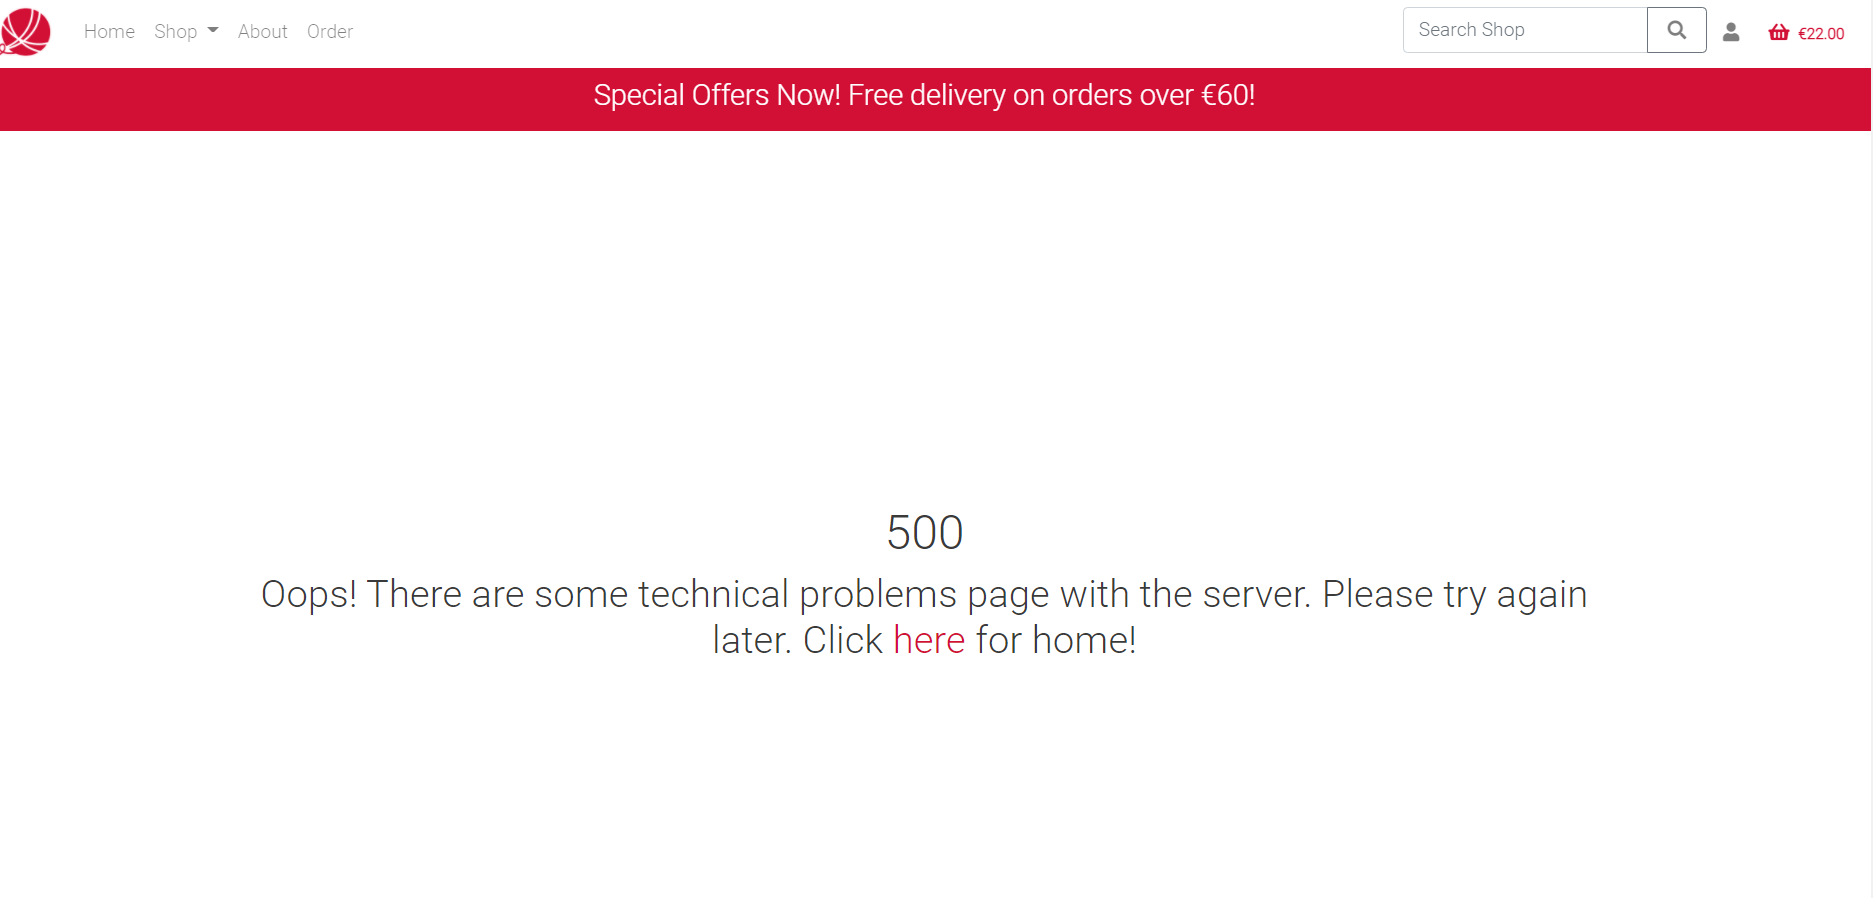 Home Shop About Order Search Shop €22.00
Special Offers Now! Free delivery on orders over €60!
500
Oops! There are some technical problems page with the server. Please try again
later. Click here for home!